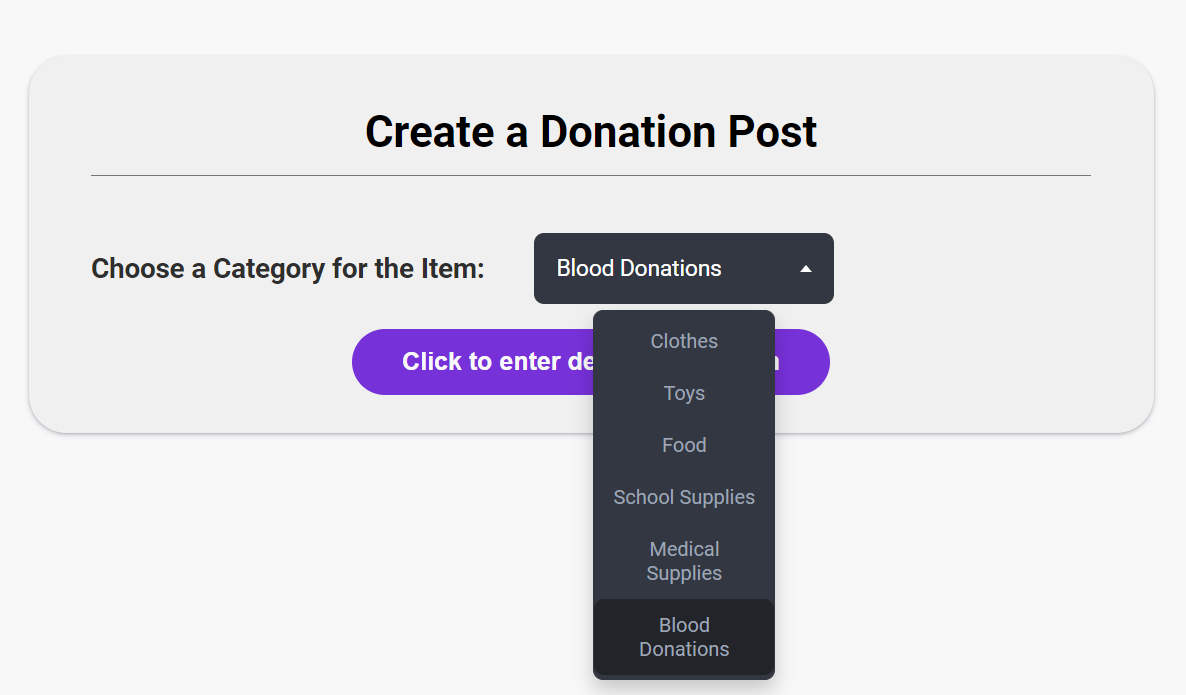 Create a Donation Post
Choose a Category for the Item:
Blood Donations
Click to enter de
Clothes
Toys
Food
School Supplies
Medical
Supplies
Blood
Donations